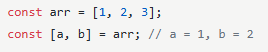 const arr = [1, 2, 3];
const [a, b] = arr; // a = 1, b = 2